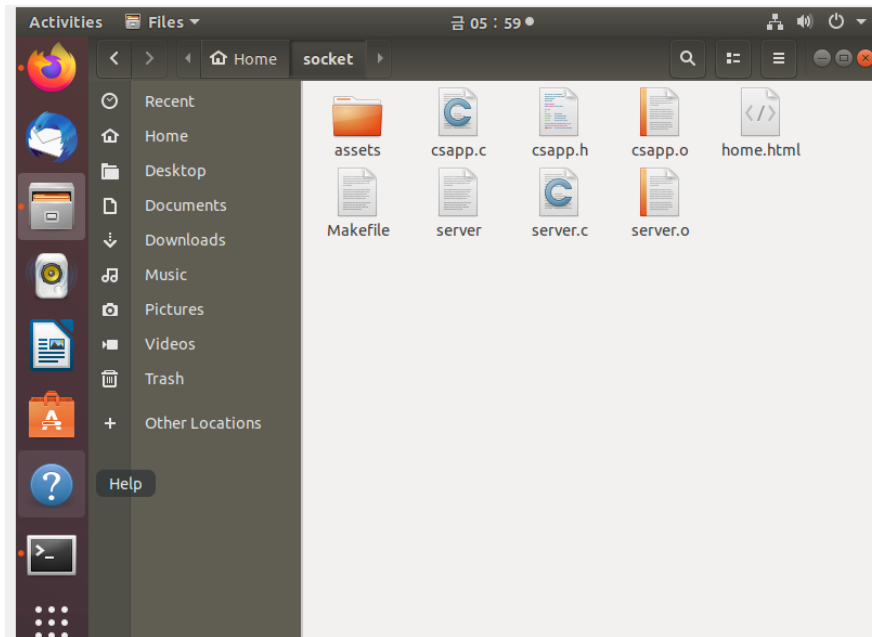 Activities Files 금 05 : 59
Home socket
Recent
Home
Desktop
Documents
Downloads
Music
Pictures
Videos
Trash
Other Locations
Help
assets csapp.c csapp.h csapp.o home.html
Makefile server server.c server.o